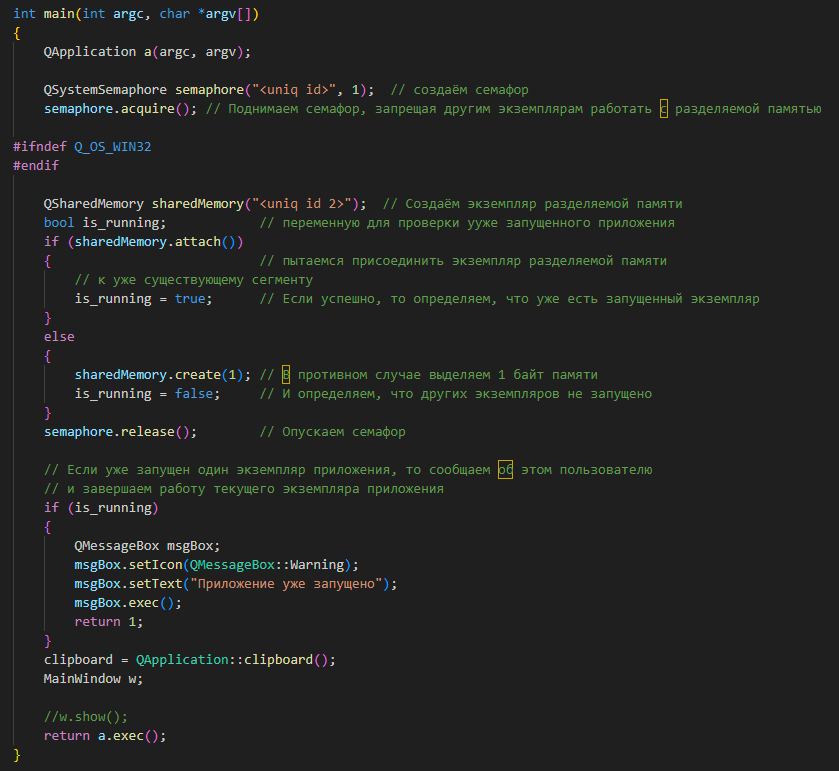 int main(int argc, char *argv[])
{
    QApplication a(argc, argv);

    QSystemSemaphore semaphore("<uniq id>", 1);  // создаём семафор
    semaphore.acquire(); // Поднимаем семафор, запрещая другим экземплярам работать с разделяемой памятью

#ifndef Q_OS_WIN32
#endif

    QSharedMemory sharedMemory("<uniq id 2>");  // Создаём экземпляр разделяемой памяти
    bool is_running;            // переменную для проверки ууже запущенного приложения
    if (sharedMemory.attach())
    {                           // пытаемся присоединить экземпляр разделяемой памяти
        // к уже существующему сегменту
        is_running = true;      // Если успешно, то определяем, что уже есть запущенный экземпляр
    }
    else
    {
        sharedMemory.create(1); // В противном случае выделяем 1 байт памяти
        is_running = false;     // И определяем, что других экземпляров не запущено
    }
    semaphore.release();        // Опускаем семафор

    // Если уже запущен один экземпляр приложения, то сообщаем об этом пользователю
    // и завершаем работу текущего экземпляра приложения
    if (is_running)
    {
        QMessageBox msgBox;
        msgBox.setIcon(QMessageBox::Warning);
        msgBox.setText("Приложение уже запущено");
        msgBox.exec();
        return 1;
    }
    clipboard = QApplication::clipboard();
    MainWindow w;

    //w.show();
    return a.exec();
}